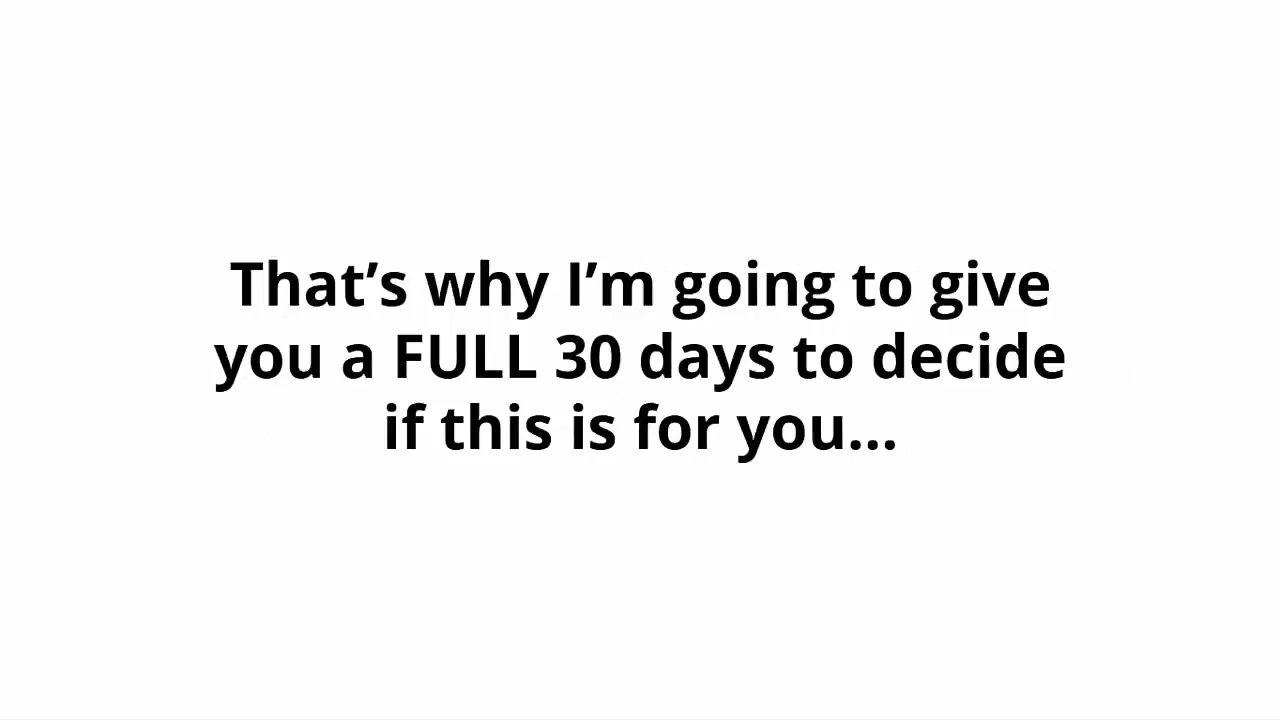 That’s why I’m going to give
you a FULL 30 days to decide
if this is for you...